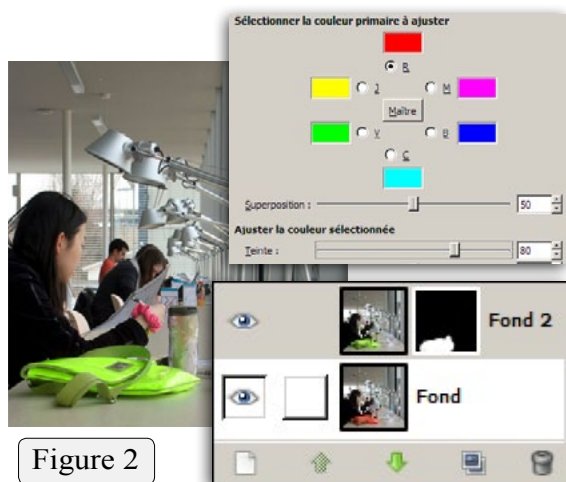 Sélectionner la couleur primaire à ajuster
R
J M
Maître
V B
C
Superposition : 50
Ajuster la couleur sélectionnée
Teinte : 80
Fond 2
Fond
Figure 2